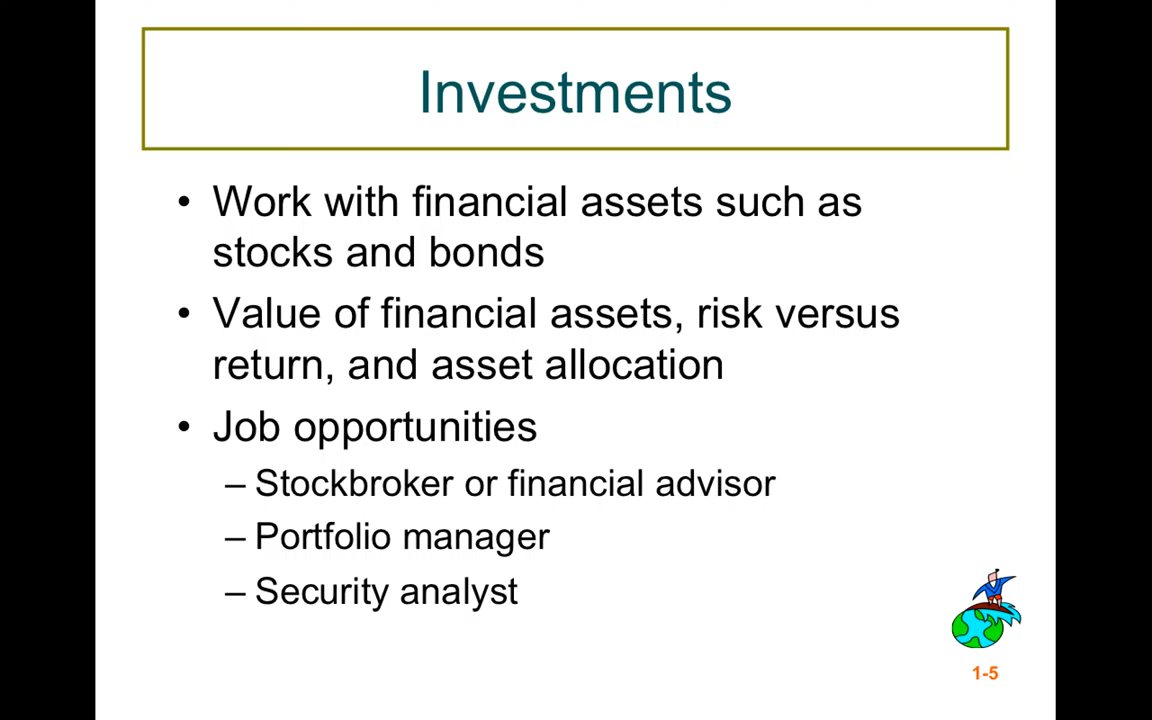 Investments
• Work with financial assets such as
stocks and bonds
• Value of financial assets, risk versus
return, and asset allocation
• Job opportunities
– Stockbroker or financial advisor
– Portfolio manager
– Security analyst
1-5